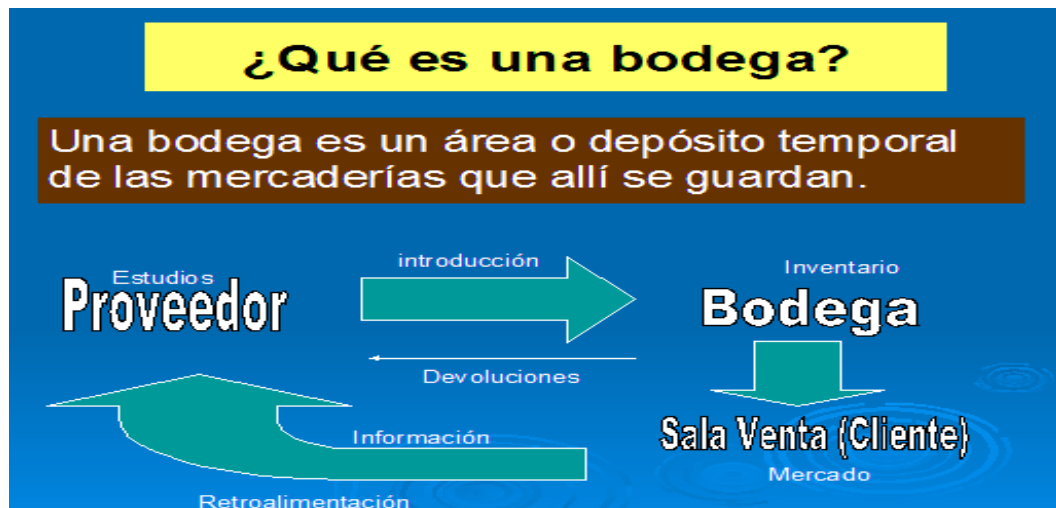 ¿Qué es una bodega?
Una bodega es un área o depósito temporal
de las mercaderías que allí se guardan.
Estudios
Proveedor
introducción
Inventario
Bodega
Devoluciones
Sala Venta (Cliente)
Mercado
Información
Retroalimentación